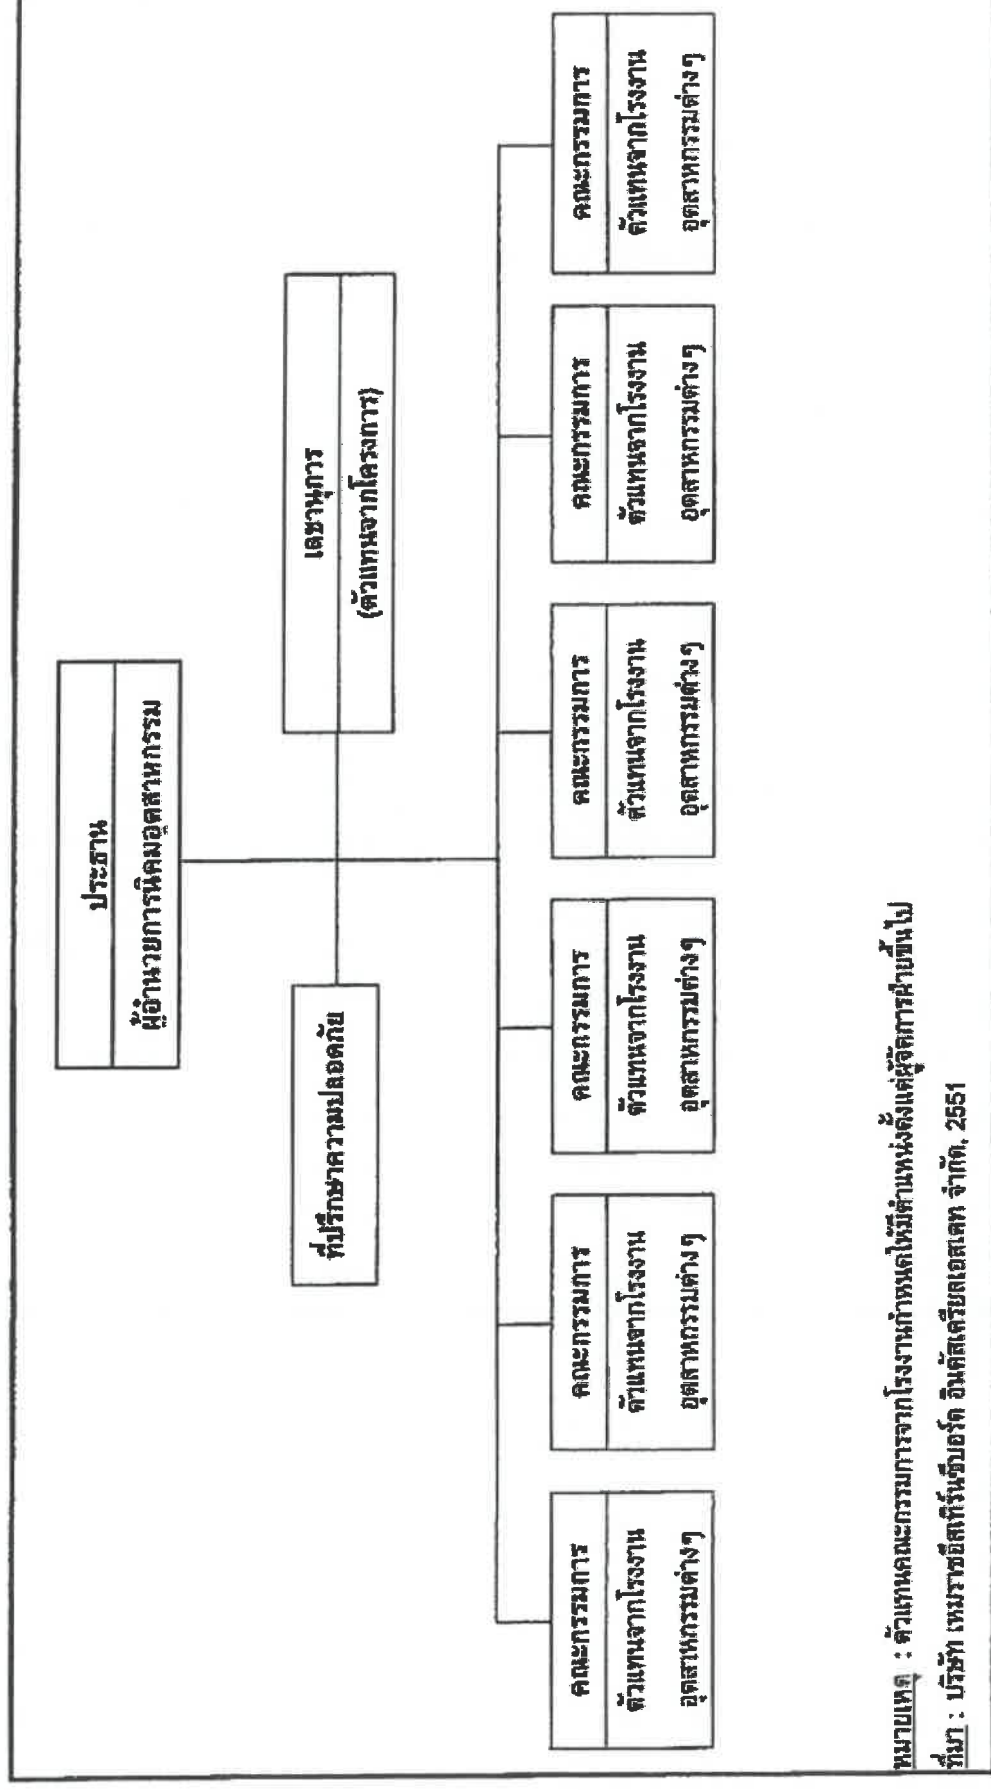 ประธาน
ผู้อำนวยการนิคมอุตสาหกรรม
ที่ปรึกษาความปลอดภัย
เลขานุการ
(ตัวแทนจากโครงการ)
คณะกรรมการ
ตัวแทนจากโรงงาน
อุตสาหกรรมต่างๆ
คณะกรรมการ
ตัวแทนจากโรงงาน
อุตสาหกรรมต่างๆ
คณะกรรมการ
ตัวแทนจากโรงงาน
อุตสาหกรรมต่างๆ
คณะกรรมการ
ตัวแทนจากโรงงาน
อุตสาหกรรมต่างๆ
คณะกรรมการ
ตัวแทนจากโรงงาน
อุตสาหกรรมต่างๆ
คณะกรรมการ
ตัวแทนจากโรงงาน
อุตสาหกรรมต่างๆ
หมายเหตุ : ตัวแทนคณะกรรมการจากโรงงานกำหนดให้มีตำแหน่งตั้งแต่ผู้จัดการฝ่ายขึ้นไป
ที่มา : บริษัท เหมราชอีสเทิร์นซีบอร์ด อินดัสเตรียลเอสเตท จำกัด, 2551